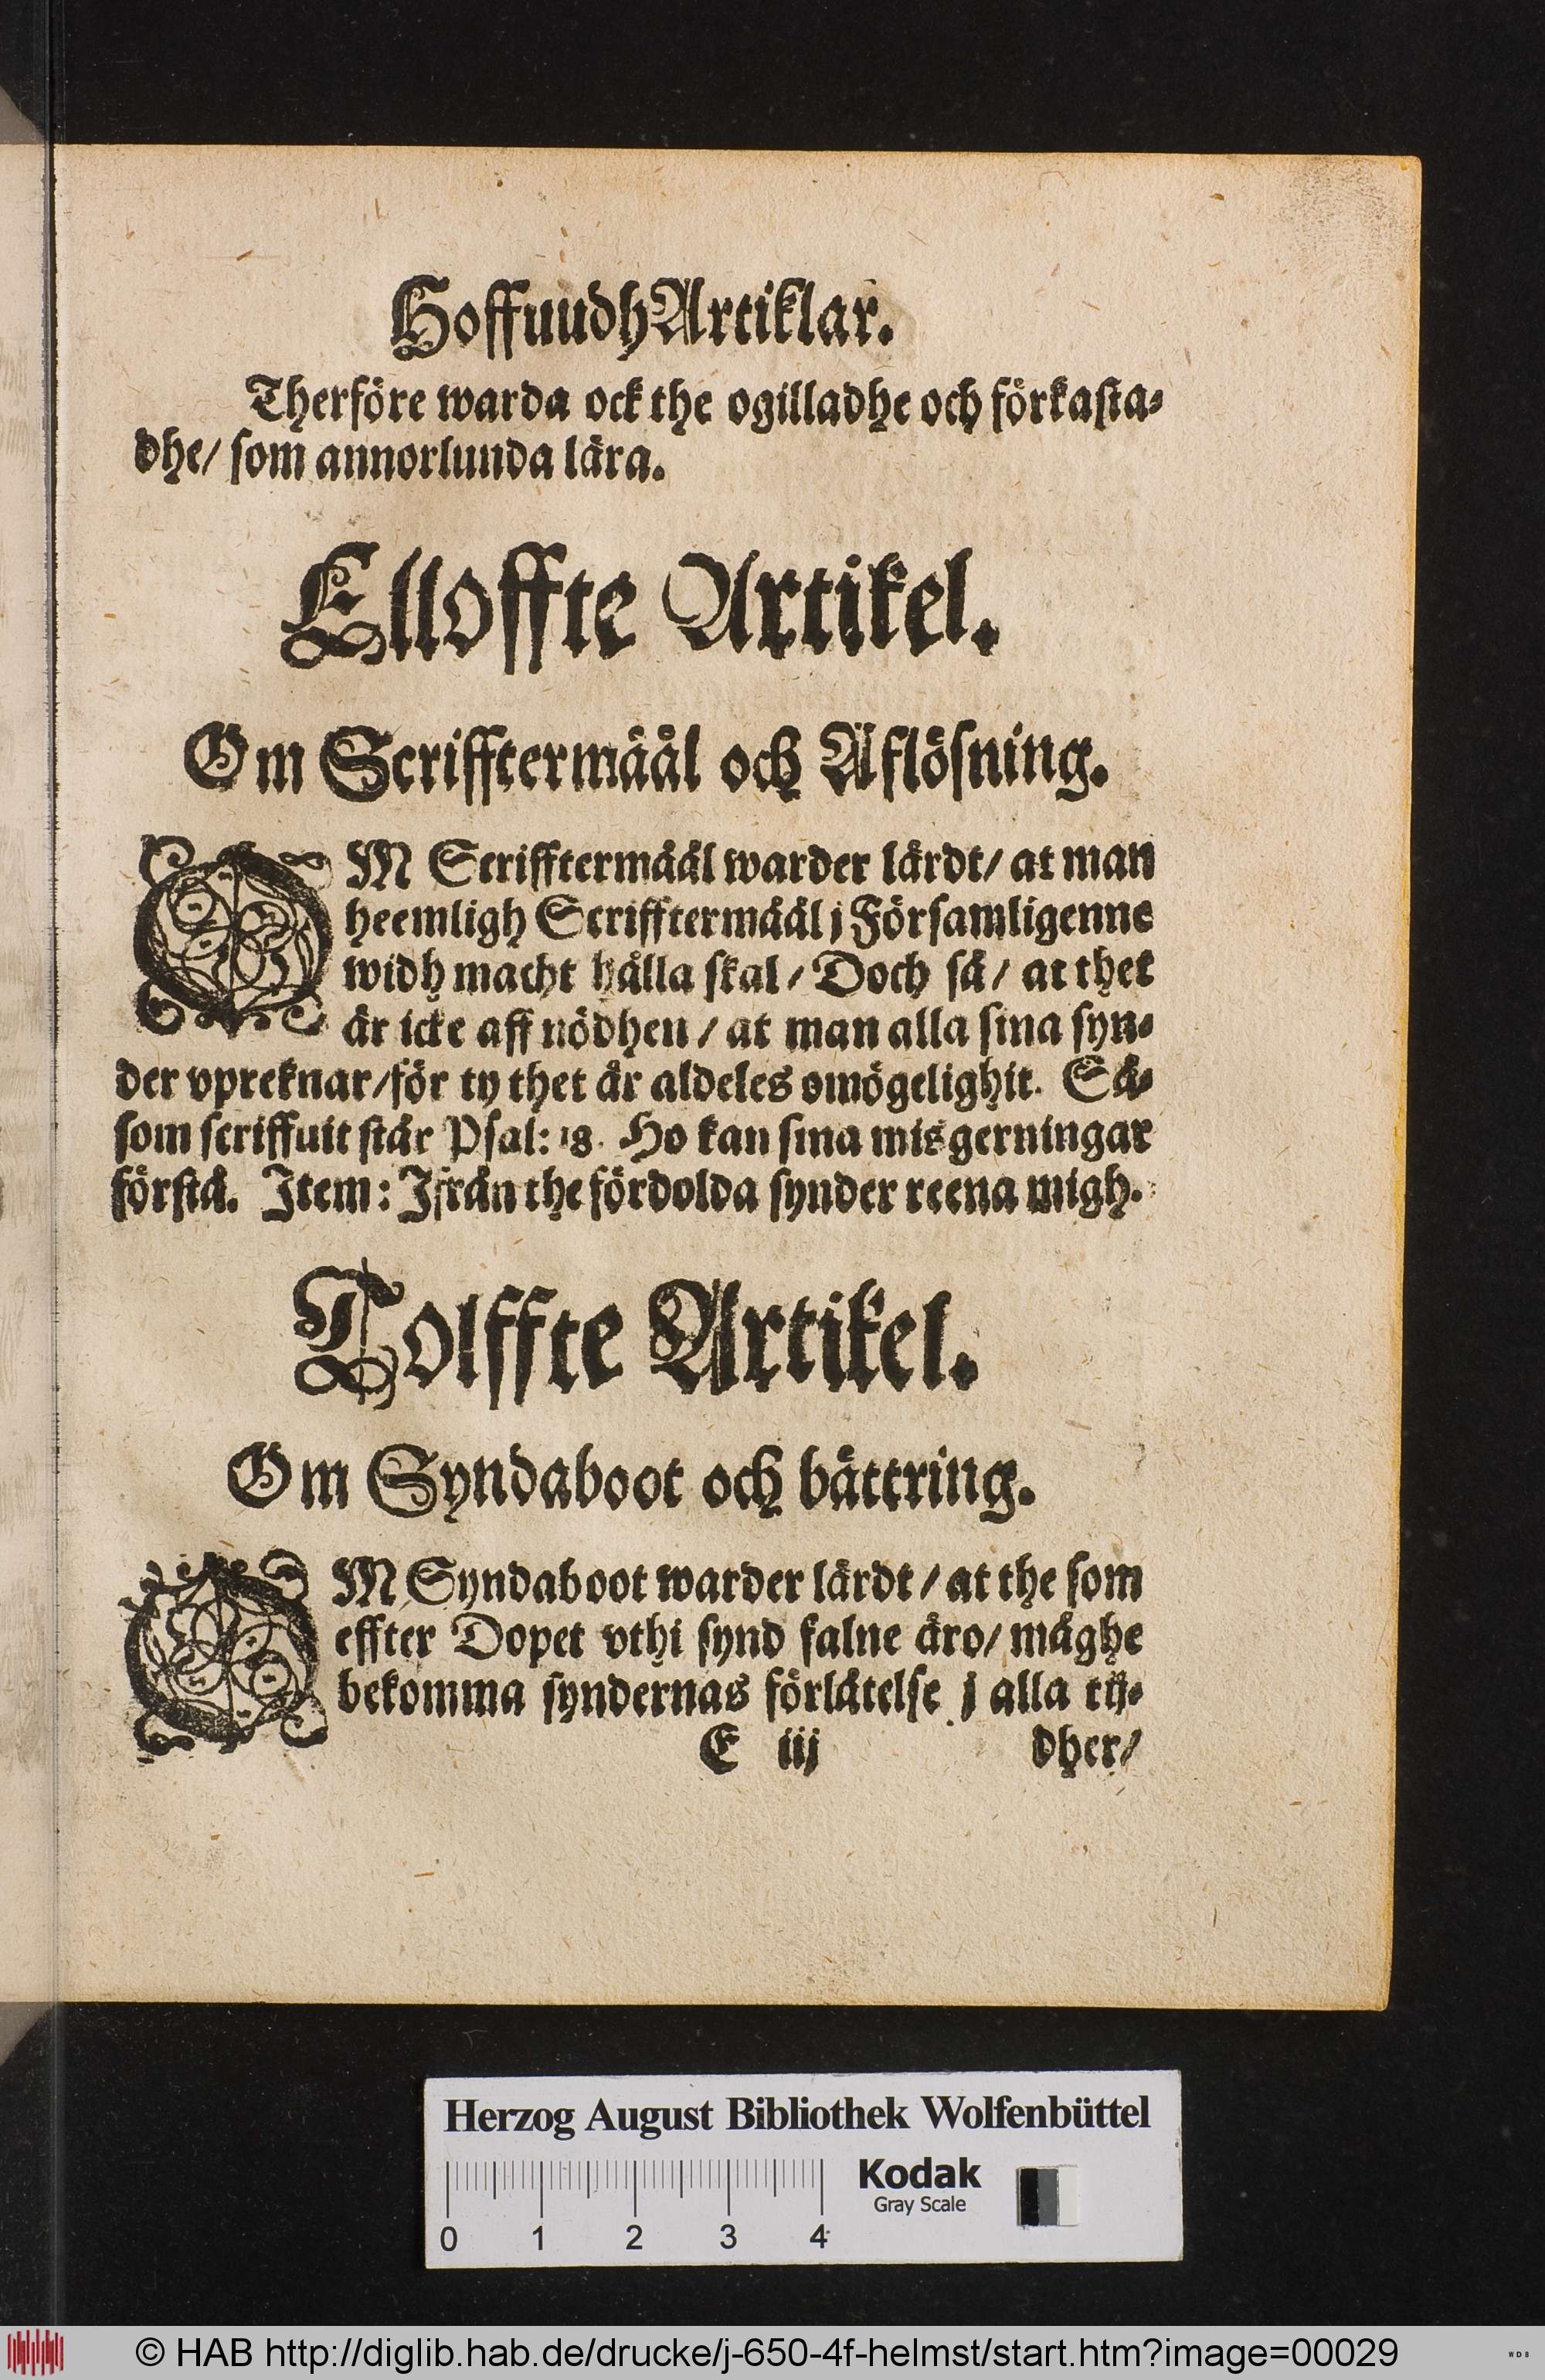 HoffuudhArtiklar.
Therföre warda ock the ogilladhe och förkasta-
dhe/ som annorlunda lära.
Elloffte Artikel.
Om Scrifftermäål och Aflösning.
OM Scrifftermåål warder lärdt/ at man
heemligh Scrifftermåål j Församligenne
widh macht hålla skal/ Doch så/ at thet
är icke aff nödhen/ at man alla sina syn-
der vpreknar/för ty thet är aldeles omögelighit. Så-
som scriffuit står Psal: 18. Ho kan sina misgerningar
förstå. Item: Ifrån the fördolda synder reena migh.
Tolffte Artikel.
Om Syndaboot och bättring.
OM Syndaboot warder lärdt/ at the som
effter Dopet vthi synd falne äro/ måghe
bekomma syndernas förlåtelse j alla tij-
E iij dher/
Herzog August Bibliothek Wolfenbüttel
Kodak
Gray Scale
0 1 2 3 4
© HAB http://diglib.hab.de/drucke/j-650-4f-helmst/start.htm?image=00029